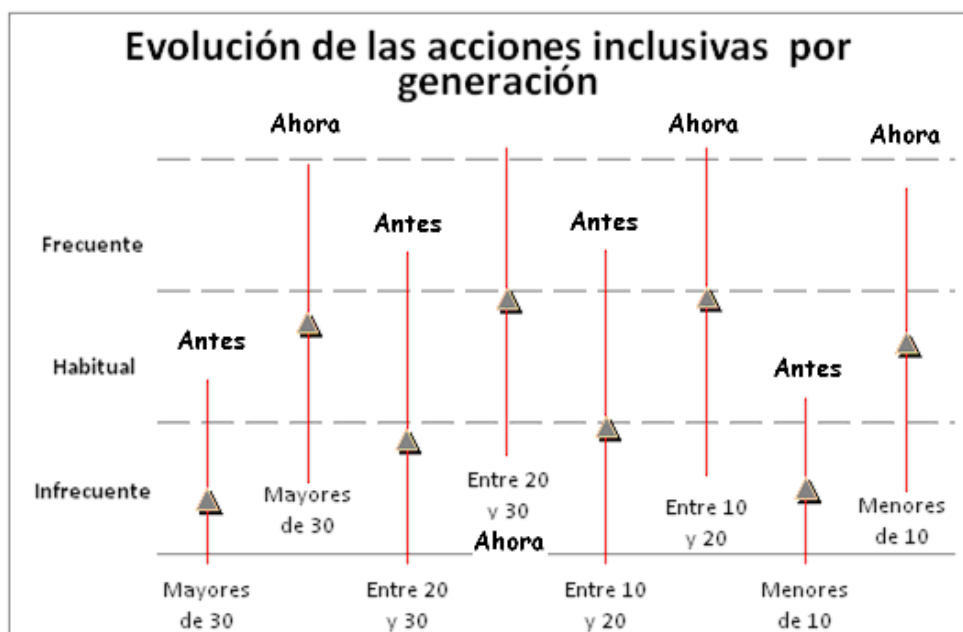 Evolución de las acciones inclusivas por
generación
Ahora
Ahora
Ahora
Antes
Antes
Frecuente
Antes
Habitual
Antes
Infrecuente
Mayores
de 30
Entre 20
y 30
Entre 10
y 20
Menores
de 10
Ahora
Mayores
de 30
Entre 20
y 30
Entre 10
y 20
Menores
de 10